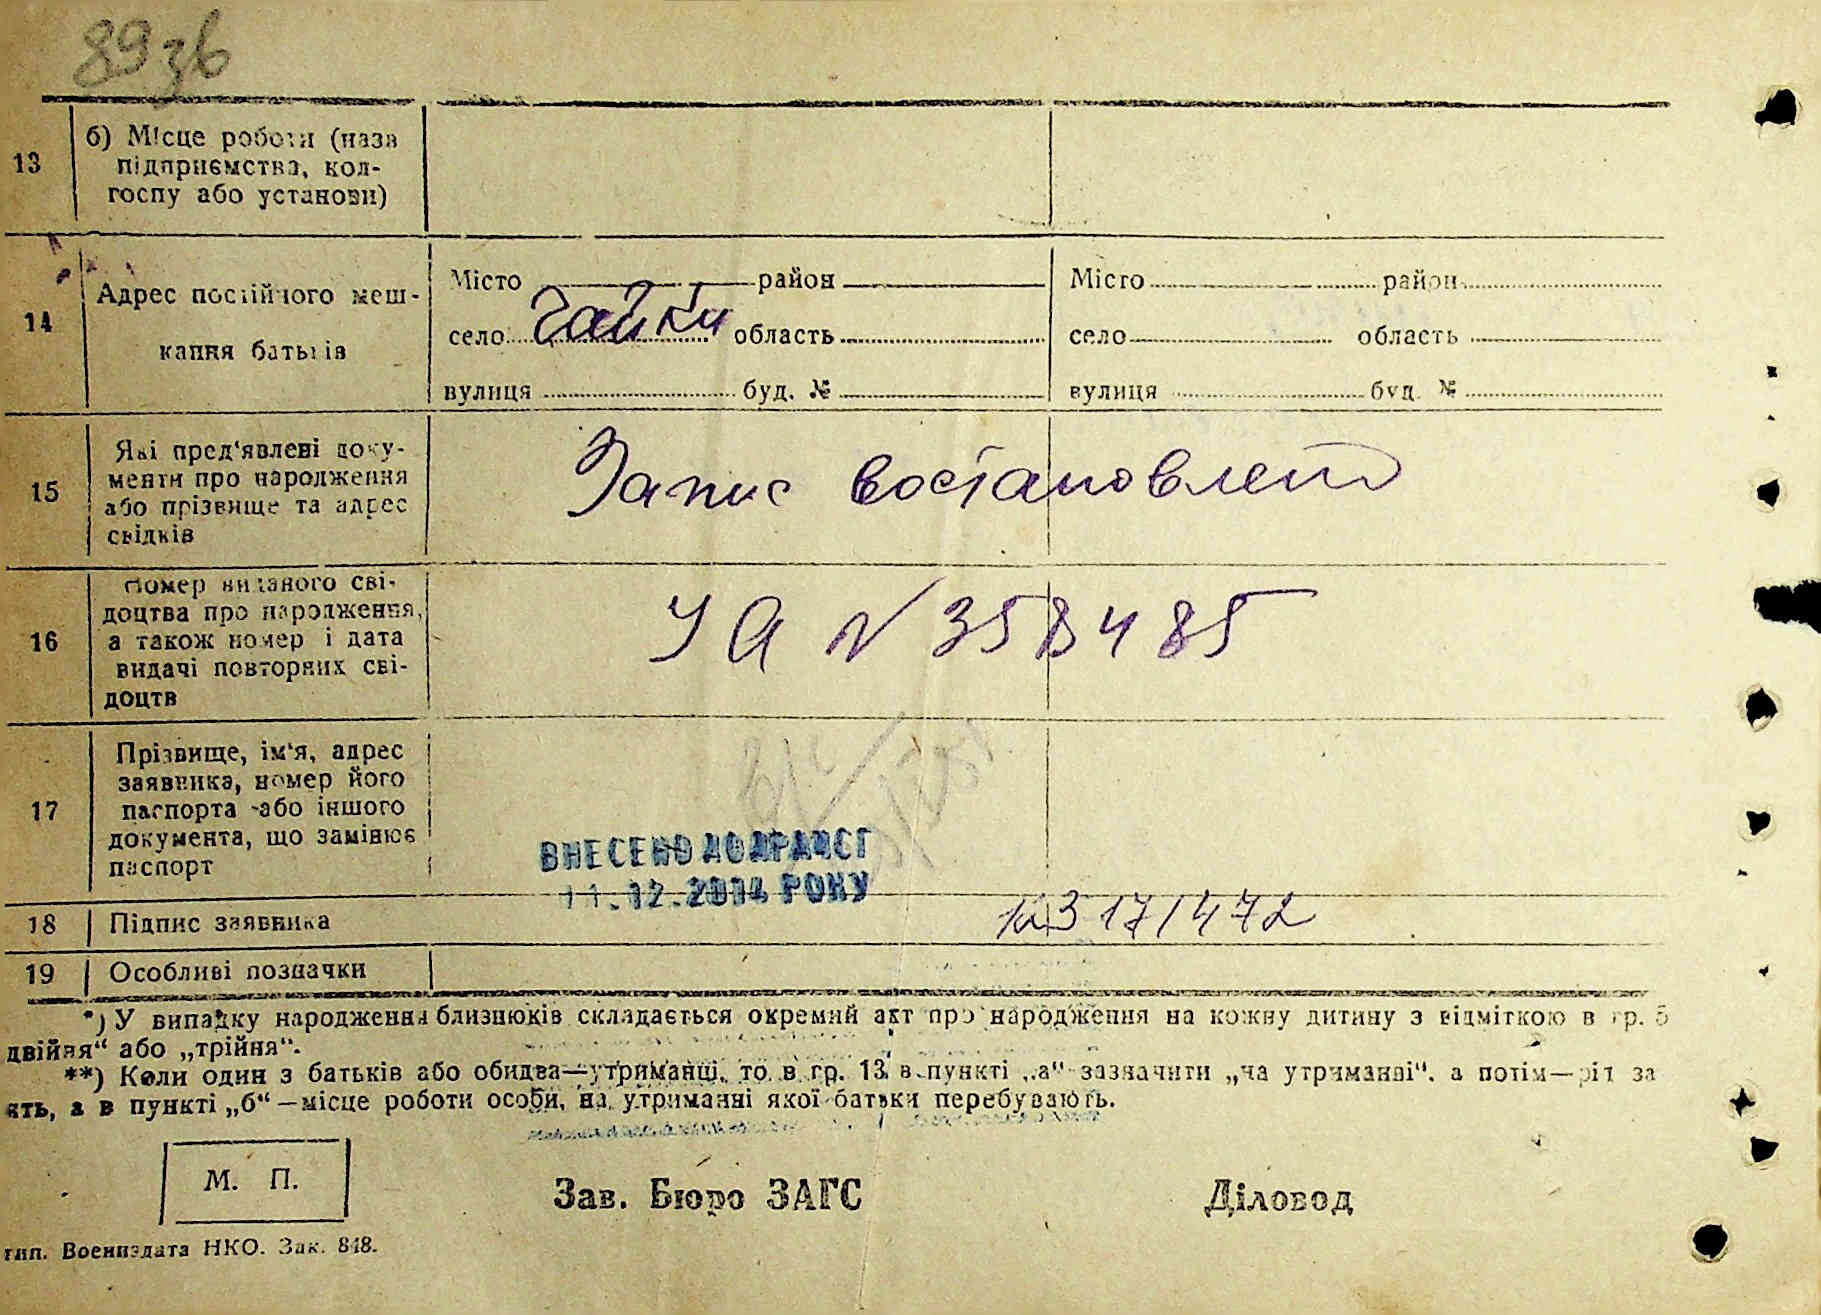 89 зв
13
б) Місце роботи (назва
підприємства, кол-
госпу або установи)
14
Адрес постійного меш-
кання батьків
Місто район
село Гайки область
вулиця буд. №
Місто район
село область
вулиця буд. №
15
Які пред'явлені доку-
менти про народження
або прізвище та адрес
свідків
Запис востановлено
16
Номер виданого сві-
доцтва про народження,
а також номер і дата
видачі повторних сві-
доцтв
УА N 358485
17
Прізвище, ім'я, адрес
заявника, номер його
паспорта або іншого
документа, що замінює
паспорт
ВНЕСЕНО ДО ДРАЦСГ
11.12.2014 РОКУ
18
Підпис заявника
317/472
19
Особливі позначки
*) У випадку народження близнюків складається окремий акт про народження на кожну дитину з відміткою в гр. 5
двійня“ або „трійня“.
**) Коли один з батьків або обидва—утриманці, то в гр. 13 в пункті „а“ зазначити „на утриманні“, а потім—рід за
ять, а в пункті „б“ —місце роботи особи, на утриманні якої батьки перебувають.
М. П.
Зав. Бюро ЗАГС
Діловод
тип. Воениздата НКО. Зак. 848.